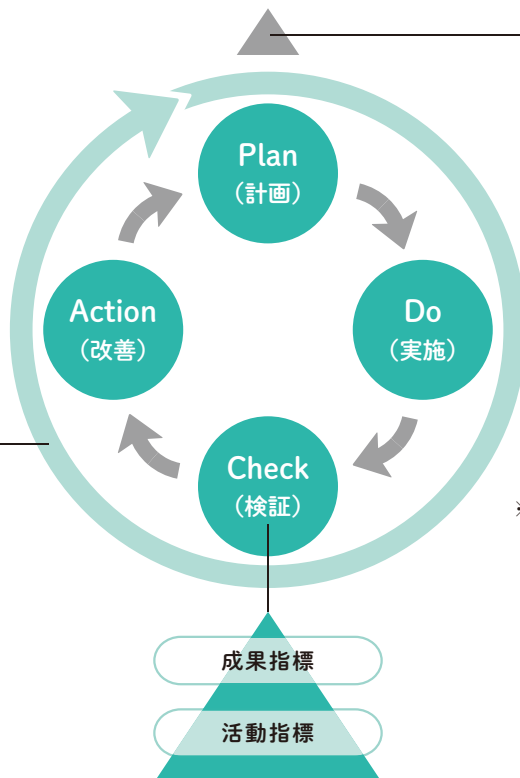 Plan
（計画）
Action
（改善）
Do
（実施）
Check
（検証）
※
成果指標
活動指標